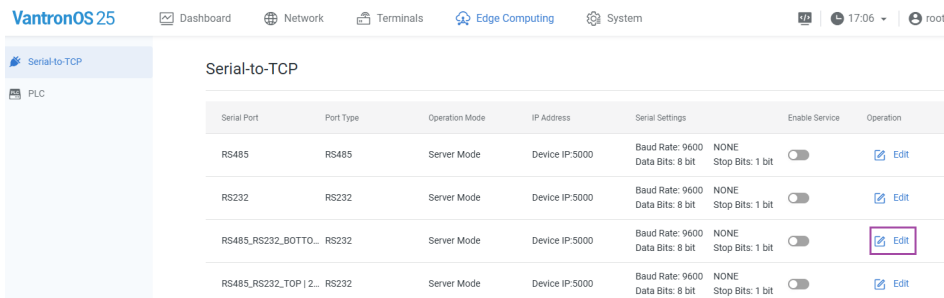 VantronOS 25 Dashboard Network Terminals Edge Computing System 17:06 root
Serial-to-TCP
PLC
Serial-to-TCP
Serial Port Port Type Operation Mode IP Address Serial Settings Enable Service Operation
RS485 RS485 Server Mode Device IP:5000 Baud Rate: 9600 NONE Data Bits: 8 bit Stop Bits: 1 bit Edit
RS232 RS232 Server Mode Device IP:5000 Baud Rate: 9600 NONE Data Bits: 8 bit Stop Bits: 1 bit Edit
RS485_RS232_BOTTO... RS232 Server Mode Device IP:5000 Baud Rate: 9600 NONE Data Bits: 8 bit Stop Bits: 1 bit Edit
RS485_RS232_TOP | 2... RS232 Server Mode Device IP:5000 Baud Rate: 9600 NONE Data Bits: 8 bit Stop Bits: 1 bit Edit